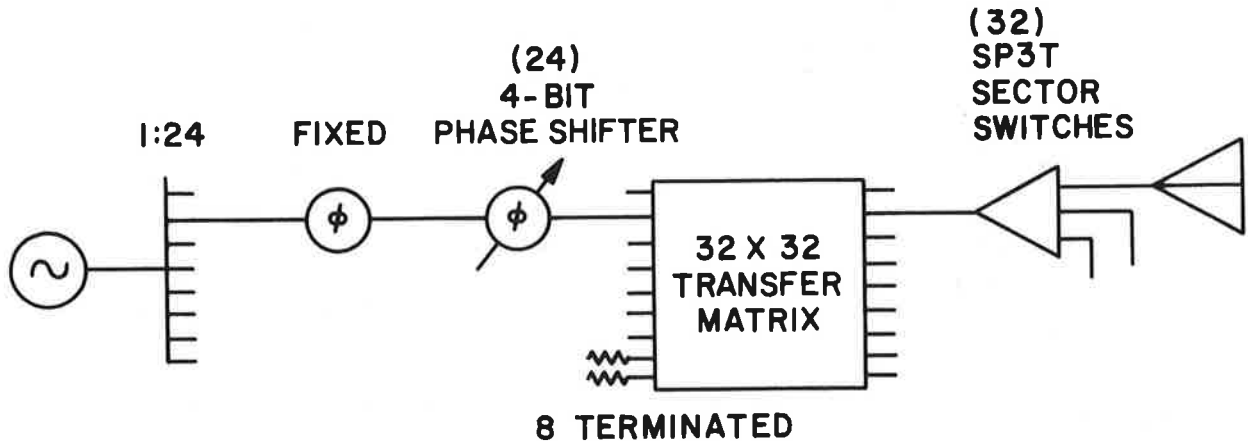 (32)
SP3T
SECTOR
SWITCHES
(24)
4-BIT
PHASE SHIFTER
1:24
FIXED
ϕ
ϕ
32 X 32
TRANSFER
MATRIX
8 TERMINATED